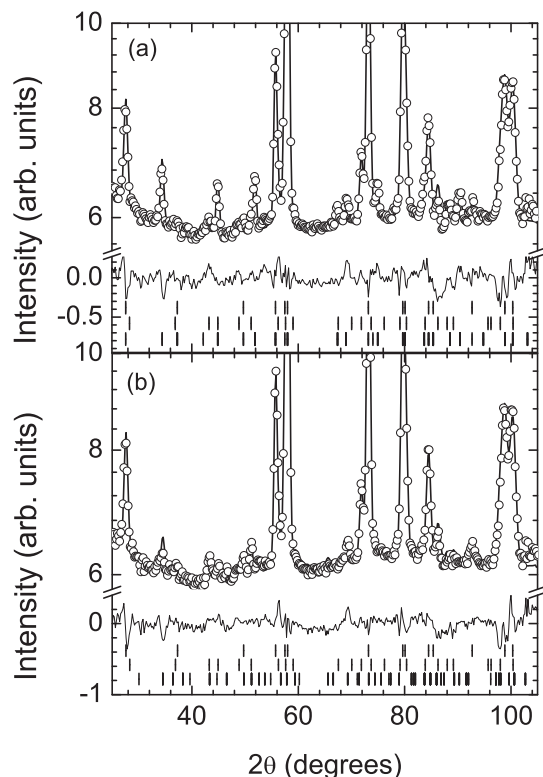 10
(a)
8
6
Intensity (arb. units)
0.0
-0.5
10
(b)
8
6
Intensity (arb. units)
0
-1
40 60 80 100
2θ (degrees)